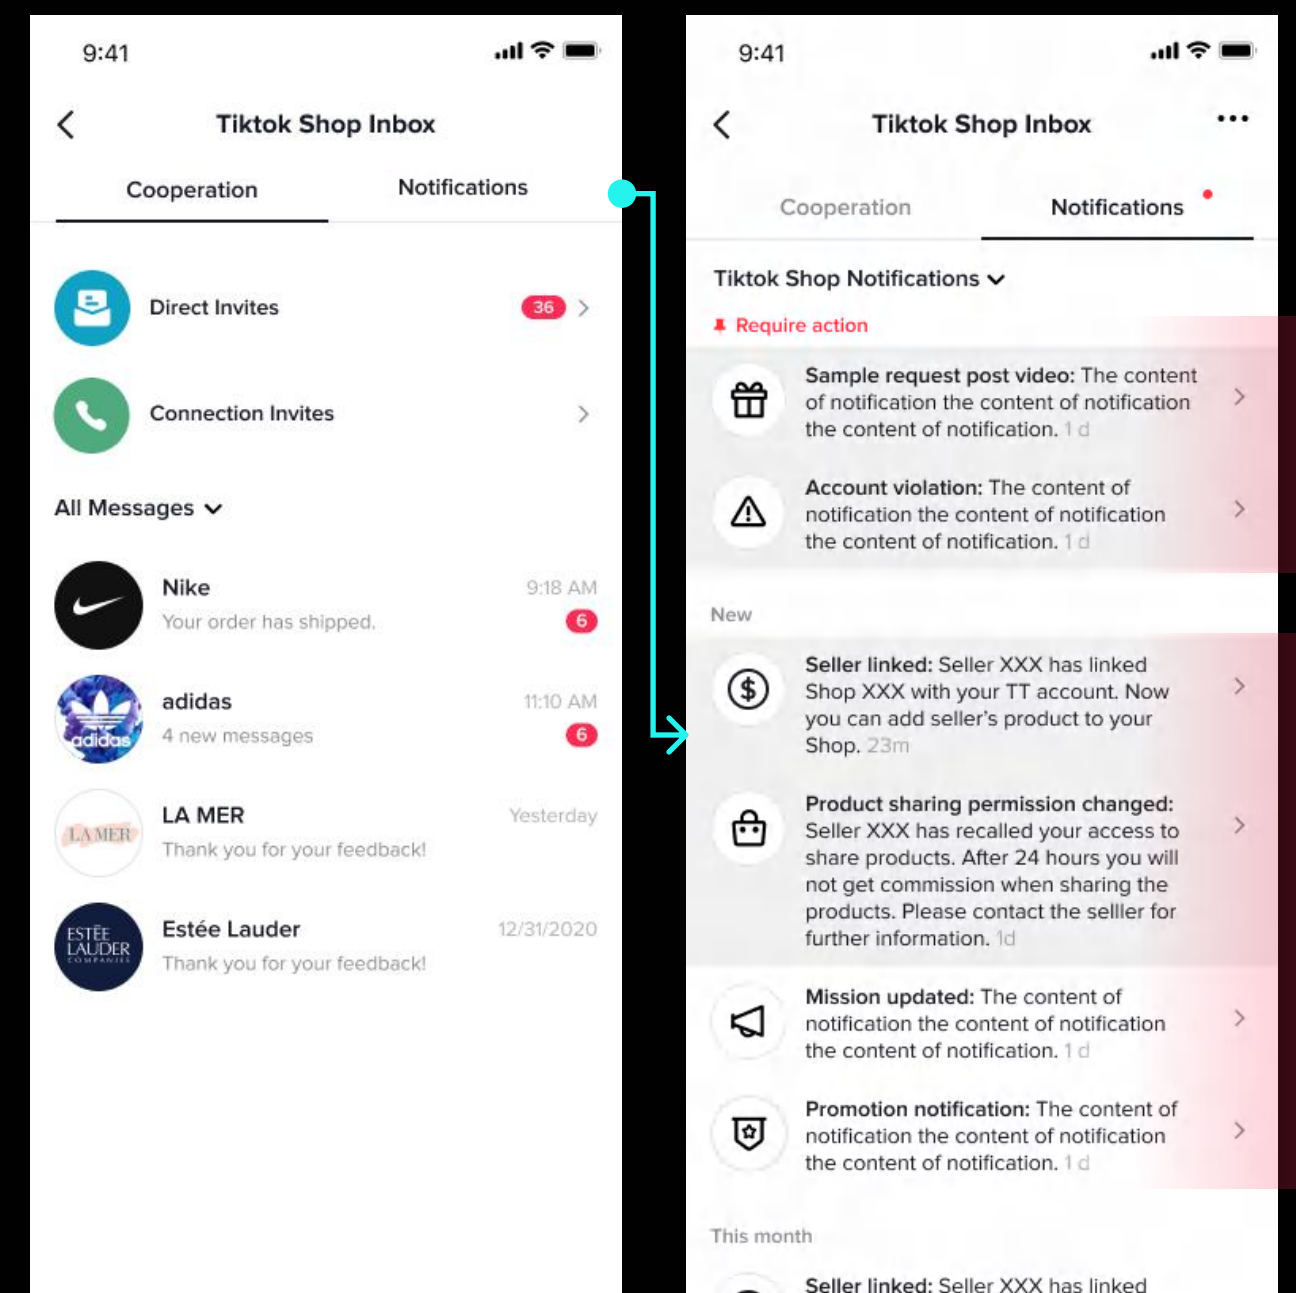 9:41
Tiktok Shop Inbox
Cooperation
Notifications
Direct Invites
36
Connection Invites
All Messages
Nike
9:18 AM
Your order has shipped.
6
adidas
adidas
11:10 AM
4 new messages
6
LA MER
LA MER
Yesterday
Thank you for your feedback!
ESTĒE
LAUDER
COMPANIES
Estée Lauder
12/31/2020
Thank you for your feedback!
9:41
Tiktok Shop Inbox
Cooperation
Notifications
Tiktok Shop Notifications
Require action
Sample request post video: The content
of notification the content of notification
the content of notification. 1 d
Account violation: The content of
notification the content of notification
the content of notification. 1 d
New
Seller linked: Seller XXX has linked
Shop XXX with your TT account. Now
you can add seller's product to your
Shop. 23m
Product sharing permission changed:
Seller XXX has recalled your access to
share products. After 24 hours you will
not get commission when sharing the
products. Please contact the selller for
further information. 1d
Mission updated: The content of
notification the content of notification
the content of notification. 1 d
Promotion notification: The content of
notification the content of notification
the content of notification. 1 d
This month
Seller linked: Seller XXX has linked